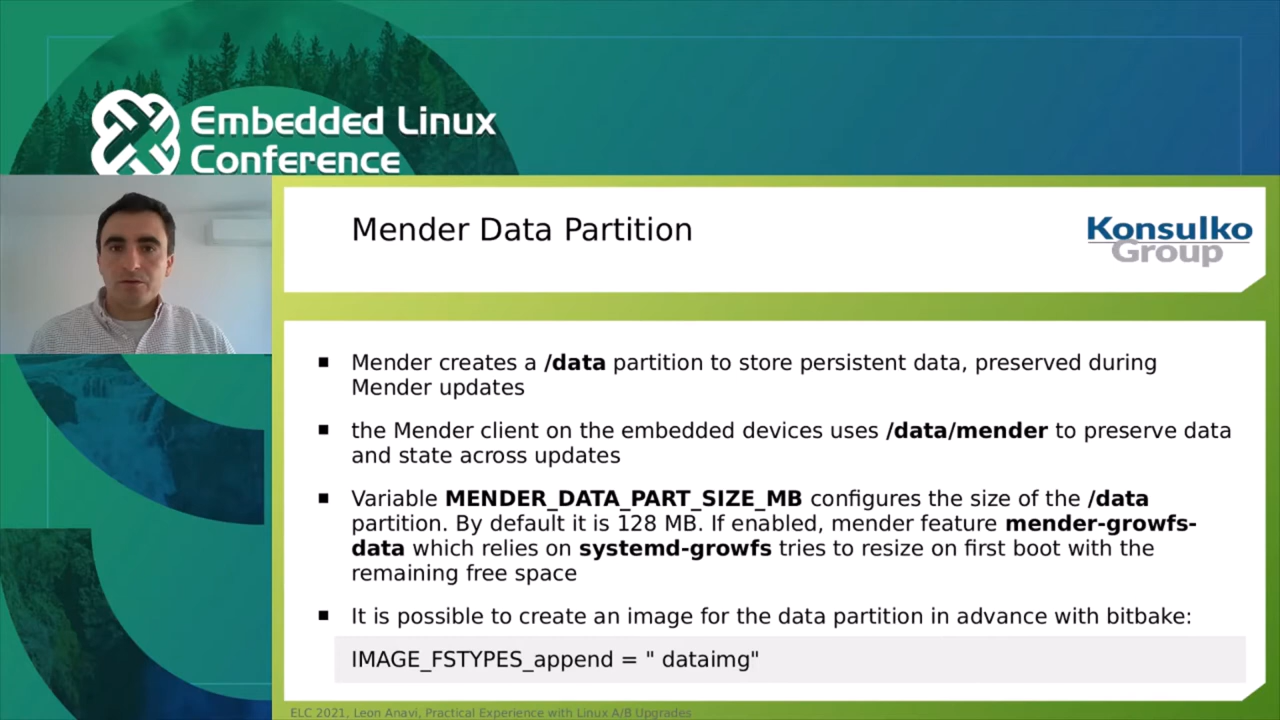 Embedded Linux
Conference
Mender Data Partition
Konsulko
Group
▪ Mender creates a /data partition to store persistent data, preserved during
Mender updates
▪ the Mender client on the embedded devices uses /data/mender to preserve data
and state across updates
▪ Variable MENDER_DATA_PART_SIZE_MB configures the size of the /data
partition. By default it is 128 MB. If enabled, mender feature mender-growfs-
data which relies on systemd-growfs tries to resize on first boot with the
remaining free space
▪ It is possible to create an image for the data partition in advance with bitbake:
IMAGE_FSTYPES_append = " dataimg"
ELC 2021, Leon Anavi, Practical Experience with Linux A/B Upgrades